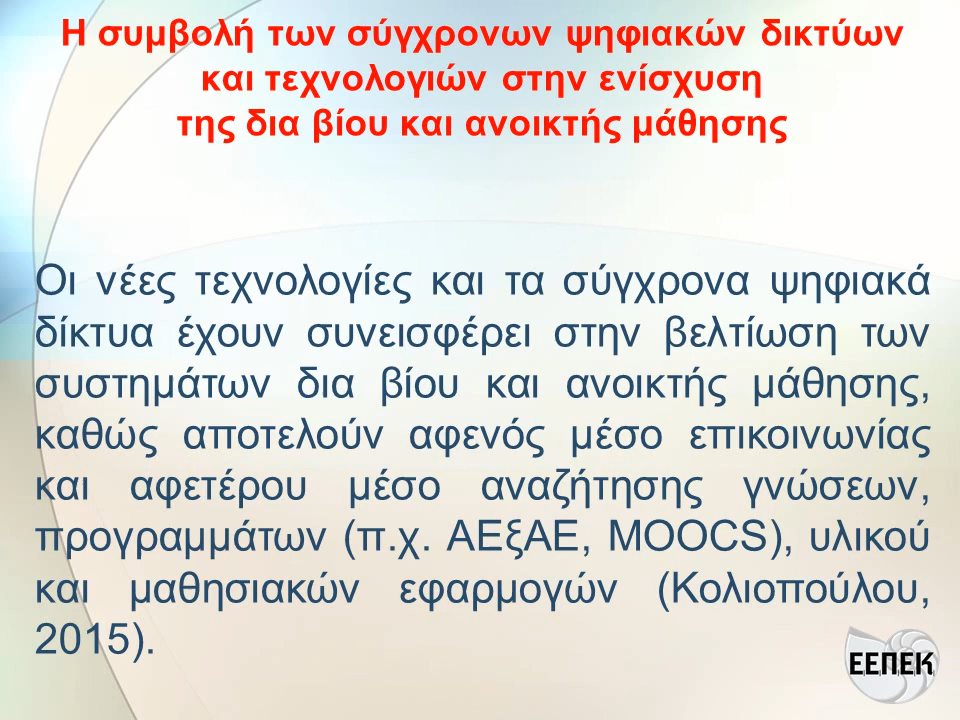 Η συμβολή των σύγχρονων ψηφιακών δικτύων
και τεχνολογιών στην ενίσχυση
της δια βίου και ανοικτής μάθησης
Οι νέες τεχνολογίες και τα σύγχρονα ψηφιακά
δίκτυα έχουν συνεισφέρει στην βελτίωση των
συστημάτων δια βίου και ανοικτής μάθησης,
καθώς αποτελούν αφενός μέσο επικοινωνίας
και αφετέρου μέσο αναζήτησης γνώσεων,
προγραμμάτων (π.χ. ΑΕξΑΕ, MOOCS), υλικού
και μαθησιακών εφαρμογών (Κολιοπούλου,
2015).
ΕΕΠΕΚ